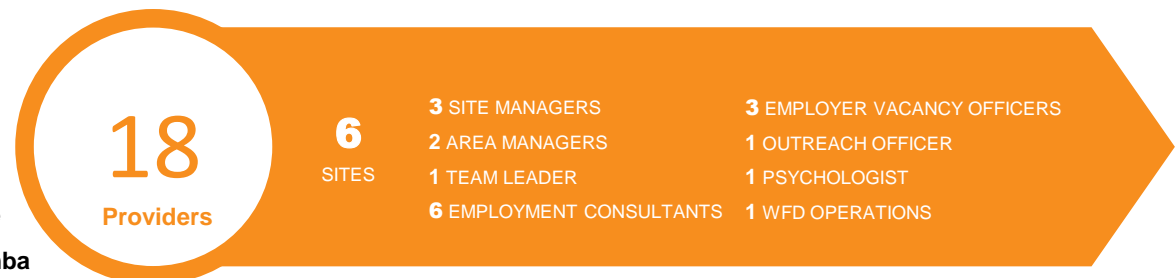 18
Providers
6
SITES
3 SITE MANAGERS
2 AREA MANAGERS
1 TEAM LEADER
6 EMPLOYMENT CONSULTANTS
3 EMPLOYER VACANCY OFFICERS
1 OUTREACH OFFICER
1 PSYCHOLOGIST
1 WFD OPERATIONS